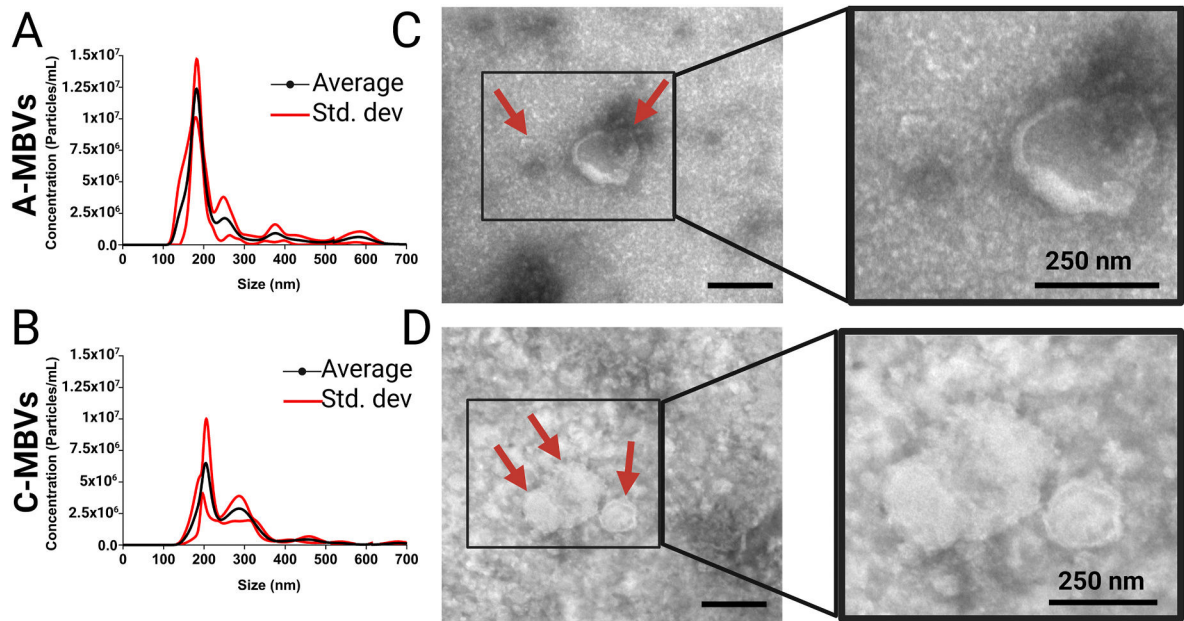 A
A-MBVs
Concentration (Particles/mL)
1.5x10⁷
1.25x10⁷
1x10⁷
7.5x10⁶
5x10⁶
2.5x10⁶
0.0
0 100 200 300 400 500 600 700
Size (nm)
Average
Std. dev
C
250 nm
B
C-MBVs
Concentration (Particles/mL)
1.5x10⁷
1.25x10⁷
1x10⁷
7.5x10⁶
5x10⁶
2.5x10⁶
0.0
0 100 200 300 400 500 600 700
Size (nm)
Average
Std. dev
D
250 nm